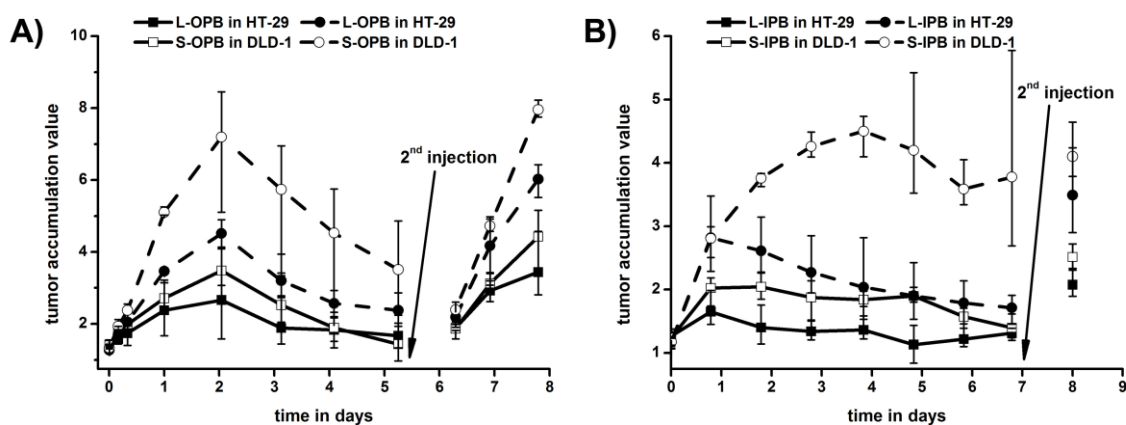 A)
L-OPB in HT-29 L-OPB in HT-29
S-OPB in DLD-1 S-OPB in DLD-1
10
8
6
4
2
tumor accumulation value
2nd injection
0 1 2 3 4 5 6 7 8
time in days
B)
L-IPB in HT-29 L-IPB in HT-29
S-IPB in DLD-1 S-IPB in DLD-1
6
5
4
3
2
1
tumor accumulation value
2nd injection
0 1 2 3 4 5 6 7 8 9
time in days